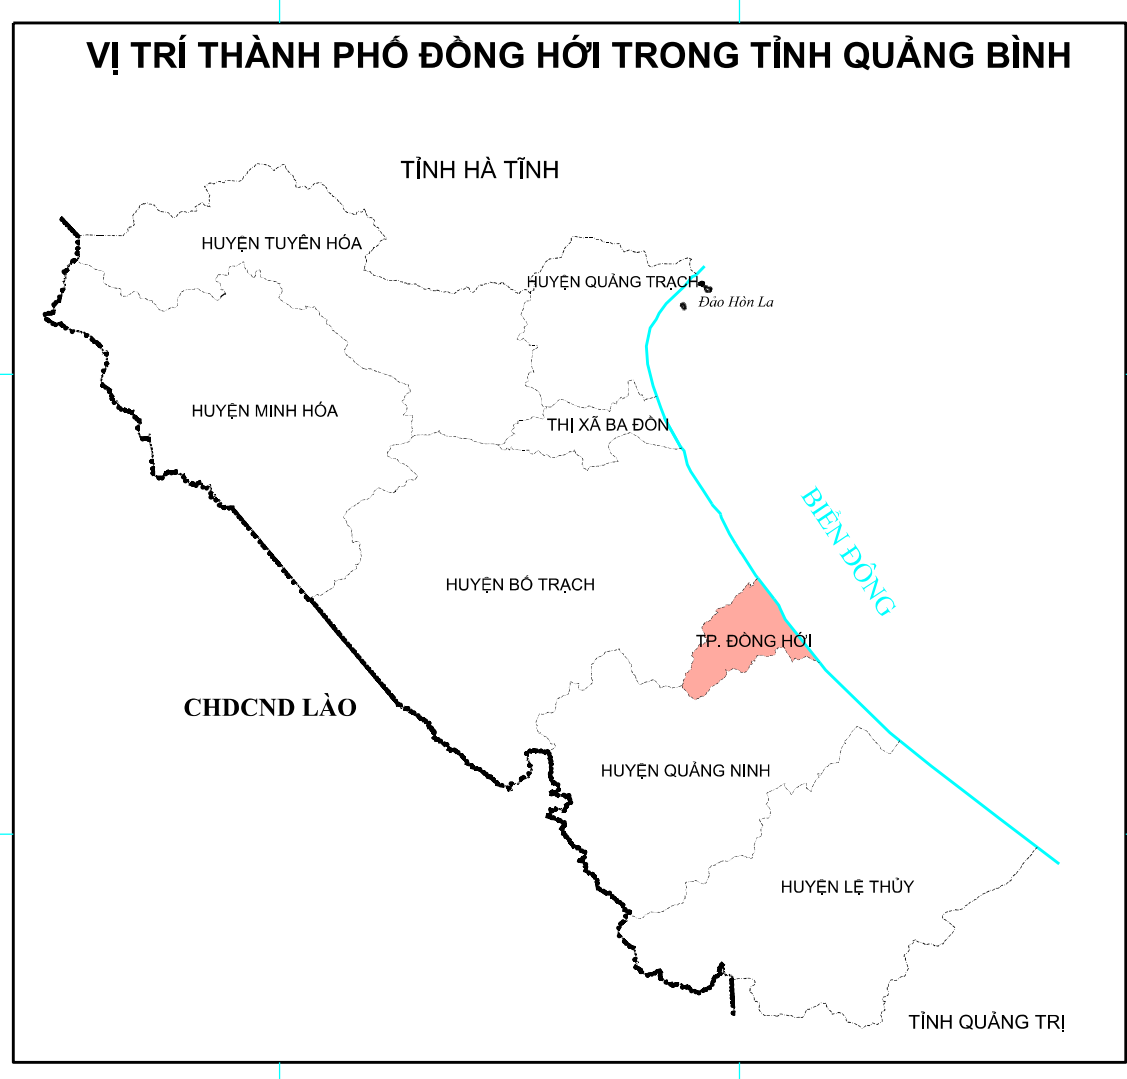 VỊ TRÍ THÀNH PHỐ ĐỒNG HỚI TRONG TỈNH QUẢNG BÌNH
TỈNH HÀ TĨNH
HUYỆN TUYÊN HÓA
HUYỆN QUẢNG TRẠCH
Đảo Hòn La
HUYỆN MINH HÓA
THỊ XÃ BA ĐỒN
BIỂN ĐÔNG
HUYỆN BỐ TRẠCH
TP. ĐỒNG HỚI
CHDCND LÀO
HUYỆN QUẢNG NINH
HUYỆN LỆ THỦY
TỈNH QUẢNG TRỊ